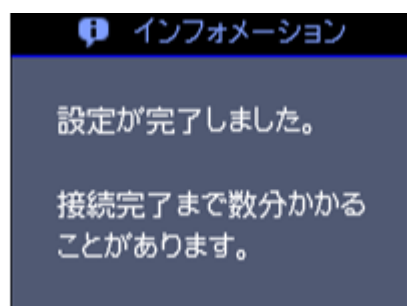 インフォメーション
設定が完了しました。
接続完了まで数分かかる
ことがあります。